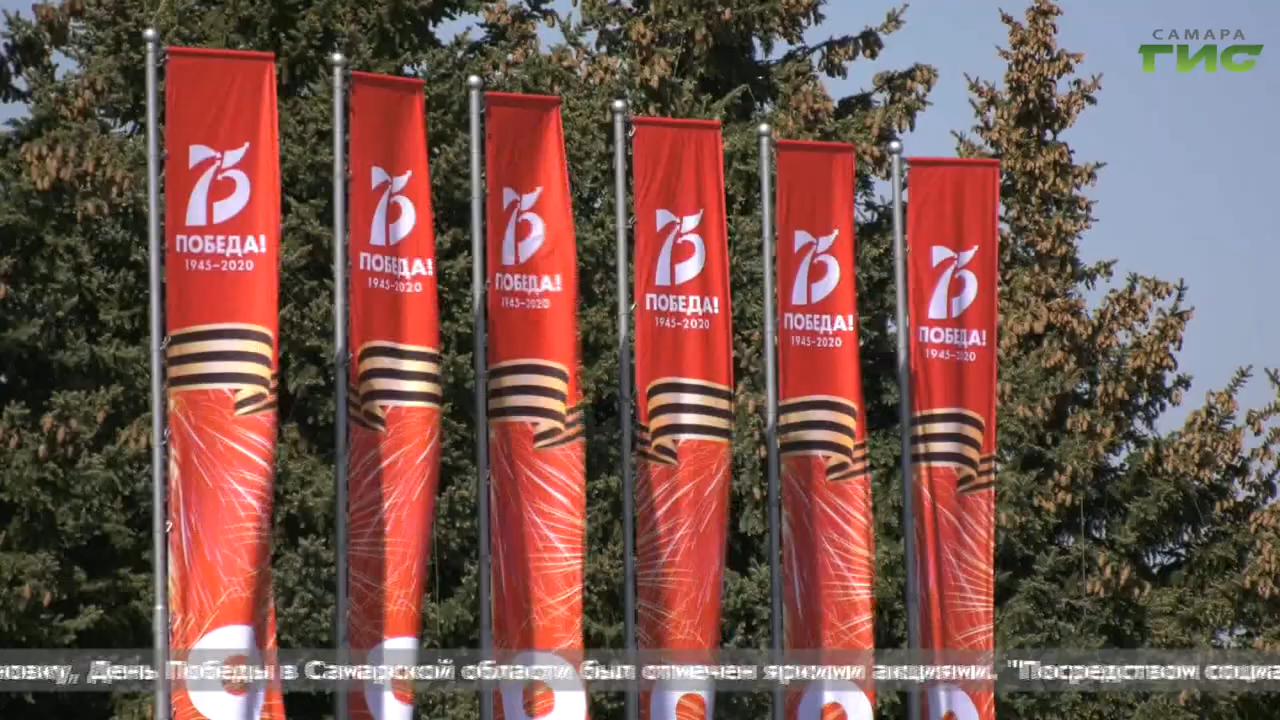 САМАРА
ГИС
75
ПОБЕДА!
1945-2020
75
ПОБЕДА!
1945-2020
75
ПОБЕДА!
1945-2020
75
ПОБЕДА!
1945-2020
75
ПОБЕДА!
1945-2020
75
ПОБЕДА!
1945-2020
День Победы в Самарской области был отмечен яркими акциями. "Посредством